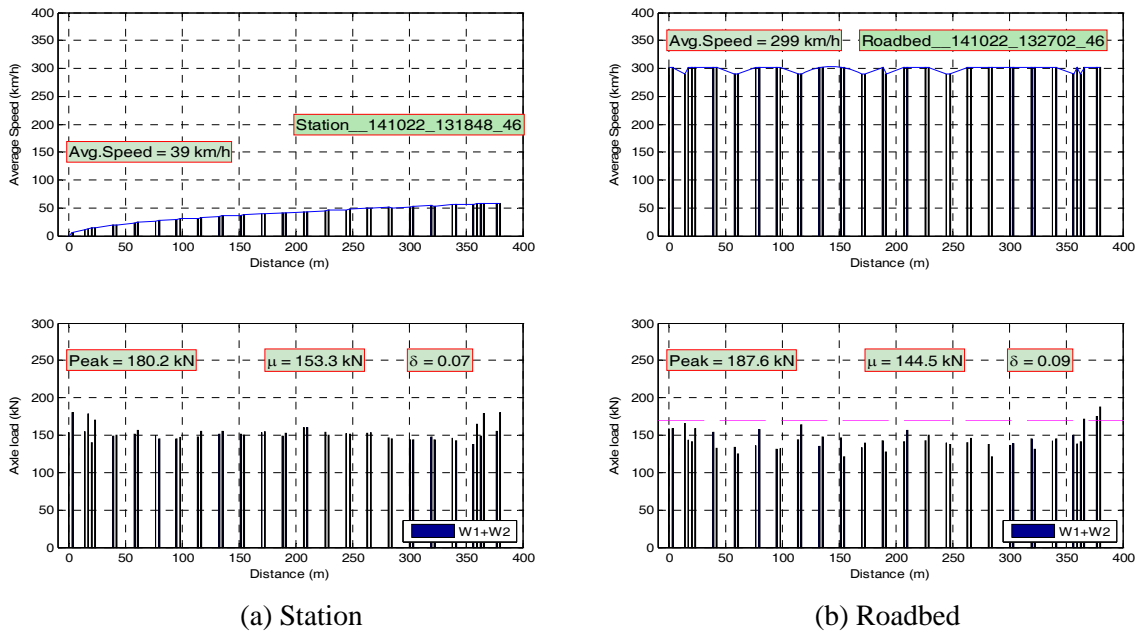 400
350
300
250
200
150
100
50
0
Average Speed (km/h)
Station__141022_131848_46
Avg.Speed = 39 km/h
0 50 100 150 200 250 300 350 400
Distance (m)
400
350
300
250
200
150
100
50
0
Average Speed (km/h)
Avg.Speed = 299 km/h Roadbed__141022_132702_46
0 50 100 150 200 250 300 350 400
Distance (m)
300
250
200
150
100
50
0
Axle load (kN)
Peak = 180.2 kN μ = 153.3 kN δ = 0.07
W1+W2
0 50 100 150 200 250 300 350 400
Distance (m)
300
250
200
150
100
50
0
Axle load (kN)
Peak = 187.6 kN μ = 144.5 kN δ = 0.09
W1+W2
0 50 100 150 200 250 300 350 400
Distance (m)
(a) Station
(b) Roadbed